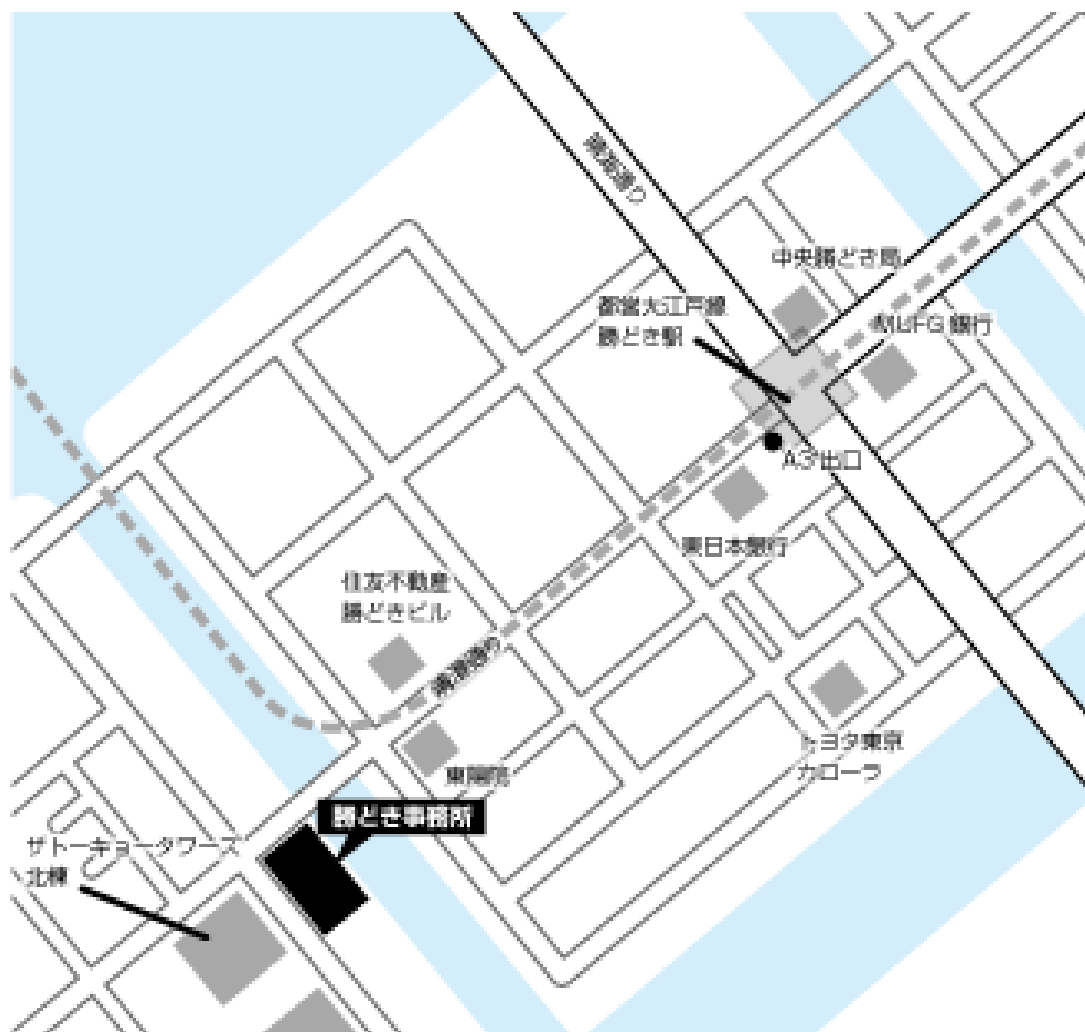 晴海通り
中央勝どき局
都営大江戸線
勝どき駅
MUFG 銀行
A3 出口
東日本銀行
住友不動産
勝どきビル
清澄通り
トヨタ東京
カローラ
東陽院
勝どき事務所
ザトーキョータワーズ
北棟